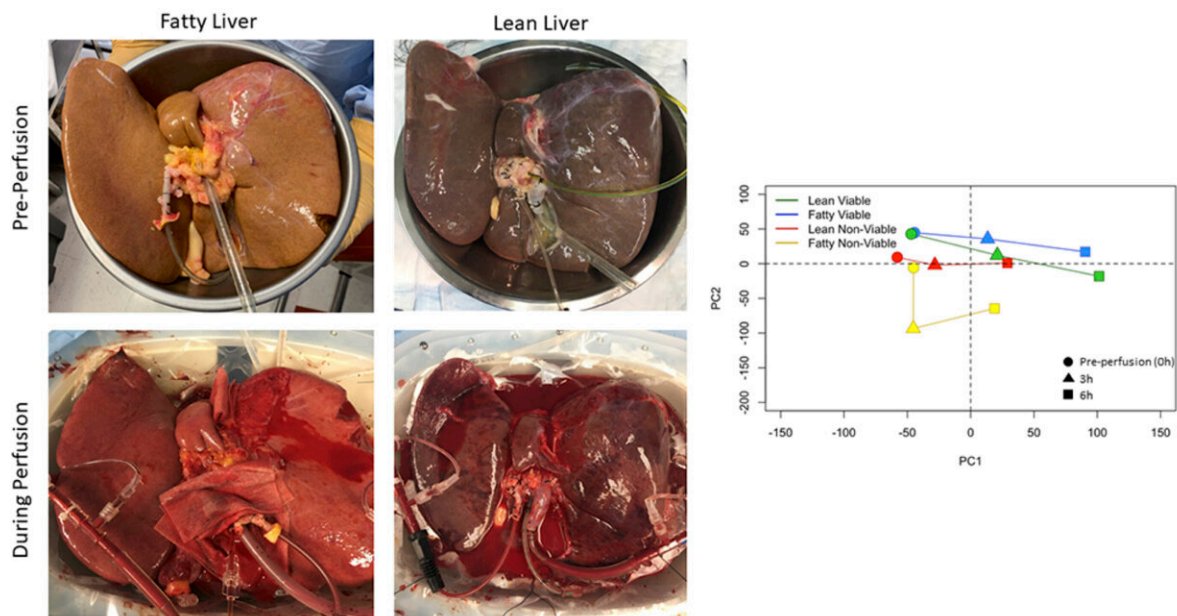 Fatty Liver
Lean Liver
Pre-Perfusion
During Perfusion
Lean Viable
Fatty Viable
Lean Non-Viable
Fatty Non-Viable
Pre-perfusion (0h)
3h
6h
PC2
100
50
0
-50
-100
-150
-200
-150
-100
-50
0
50
100
150
PC1